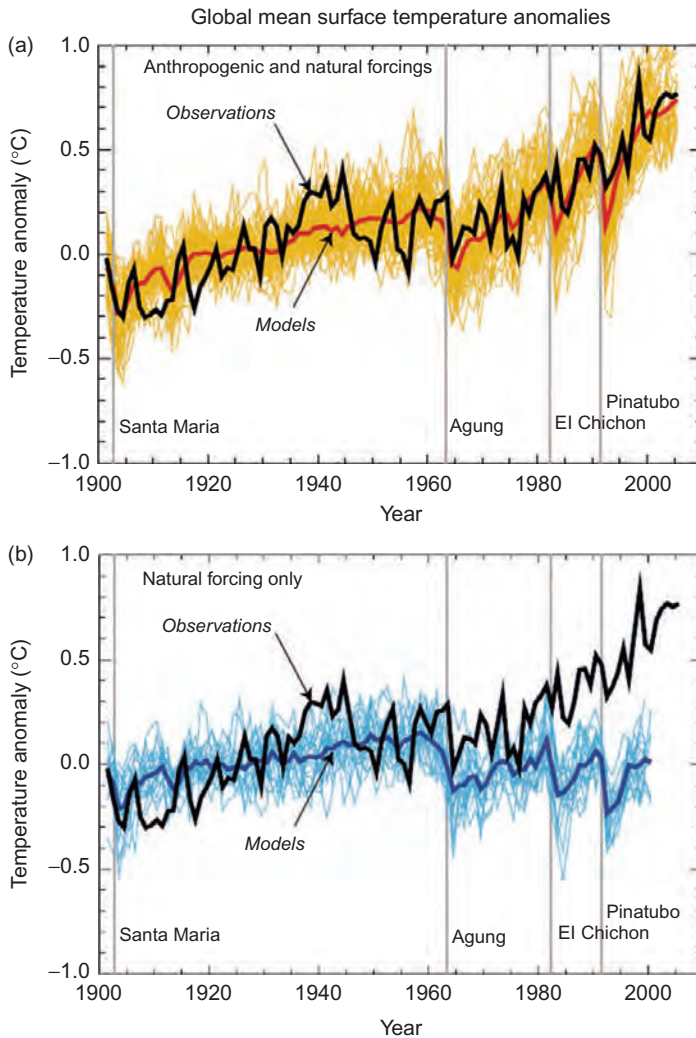 Global mean surface temperature anomalies
(a)
1.0
Anthropogenic and natural forcings
Observations
0.5
Temperature anomaly (°C)
0.0
Models
−0.5
Santa Maria
Agung
El Chichon
Pinatubo
−1.0
1900 1920 1940 1960 1980 2000
Year
(b)
1.0
Natural forcing only
Observations
0.5
Temperature anomaly (°C)
0.0
Models
−0.5
Santa Maria
Agung
El Chichon
Pinatubo
−1.0
1900 1920 1940 1960 1980 2000
Year